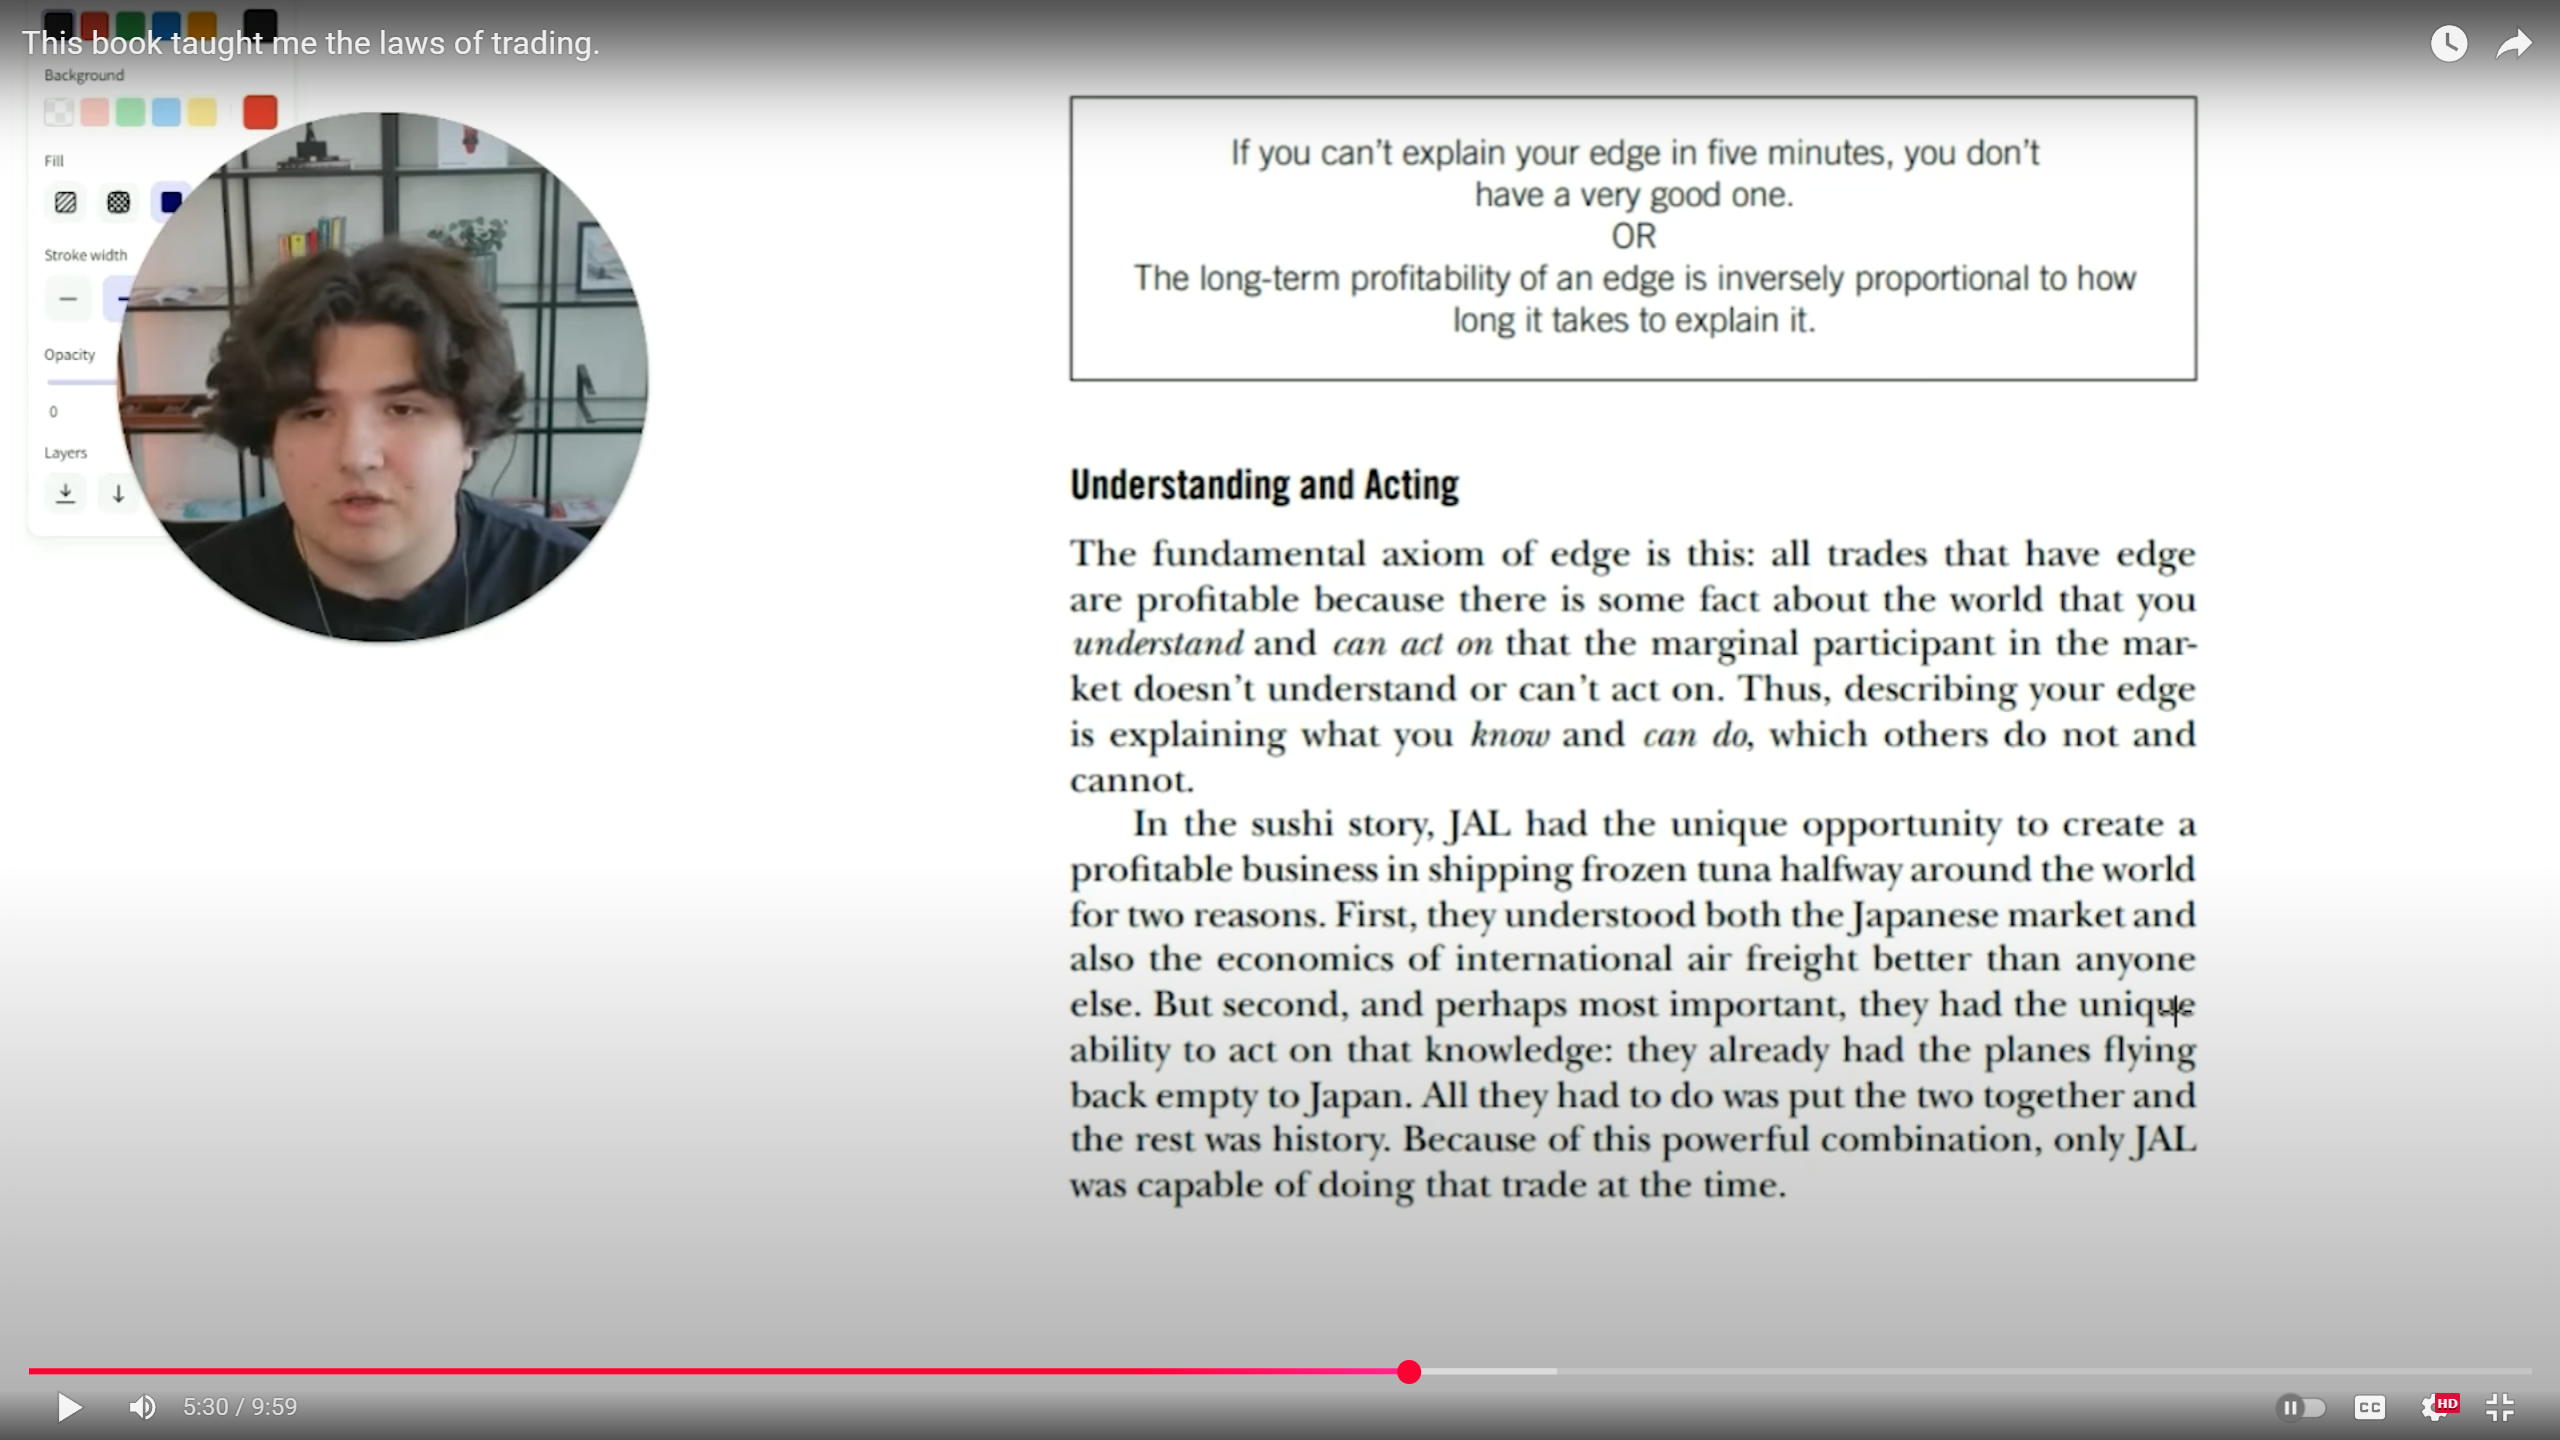 This book taught me the laws of trading.
Background
Fill
Stroke width
Opacity
0
Layers
If you can't explain your edge in five minutes, you don't
have a very good one.
OR
The long-term profitability of an edge is inversely proportional to how
long it takes to explain it.
Understanding and Acting
The fundamental axiom of edge is this: all trades that have edge
are profitable because there is some fact about the world that you
understand and can act on that the marginal participant in the mar-
ket doesn't understand or can't act on. Thus, describing your edge
is explaining what you know and can do, which others do not and
cannot.
In the sushi story, JAL had the unique opportunity to create a
profitable business in shipping frozen tuna halfway around the world
for two reasons. First, they understood both the Japanese market and
also the economics of international air freight better than anyone
else. But second, and perhaps most important, they had the unique
ability to act on that knowledge: they already had the planes flying
back empty to Japan. All they had to do was put the two together and
the rest was history. Because of this powerful combination, only JAL
was capable of doing that trade at the time.
5:30 / 9:59
CC
HD